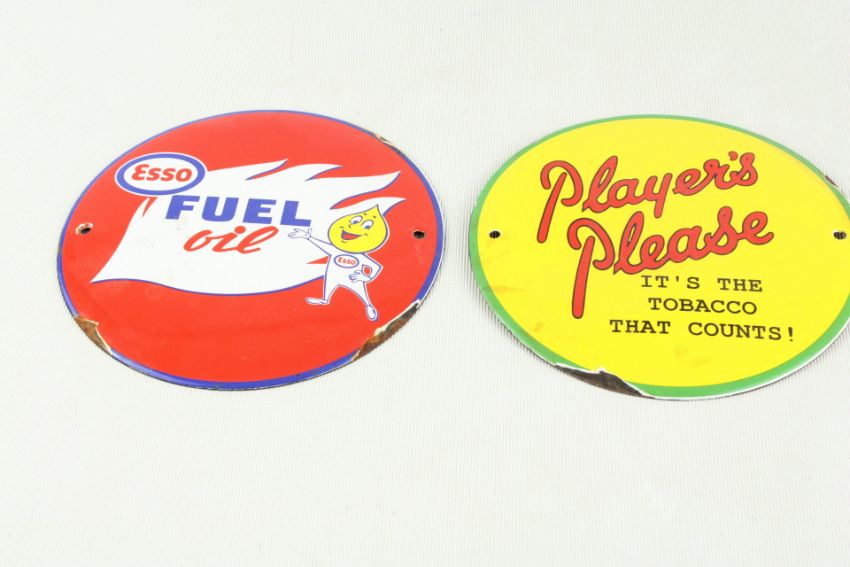 Esso
FUEL
oil
Esso
Player's
Please
IT'S THE
TOBACCO
THAT COUNTS!